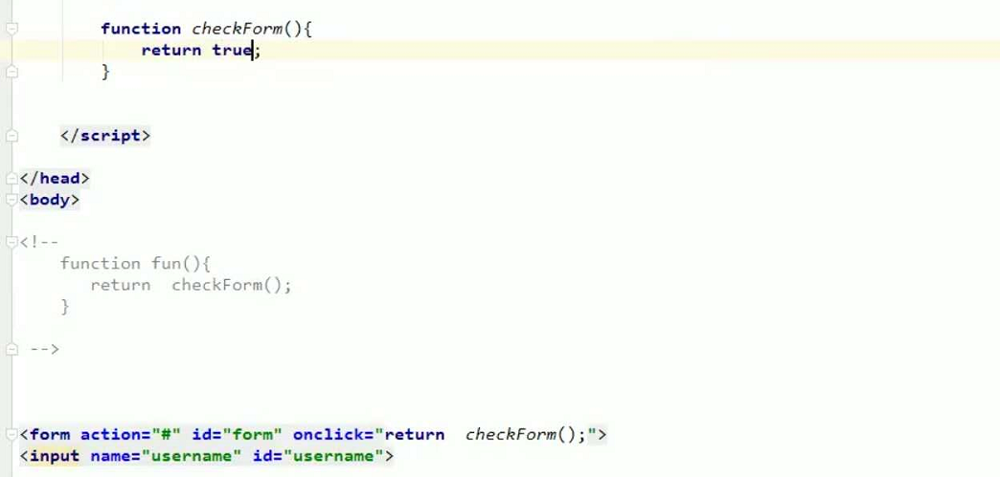 function checkForm(){
return true;
}
</script>
</head>
<body>
<!--
function fun(){
return  checkForm();
}
-->
<form action="#" id="form" onclick="return  checkForm();">
<input name="username" id="username">